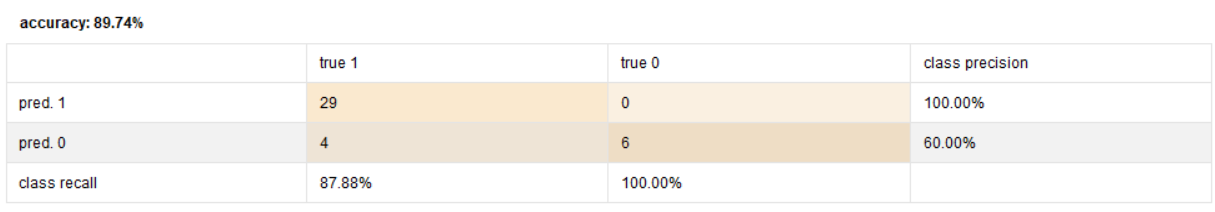 accuracy: 89.74%
true 1 true 0 class precision
pred. 1 29 0 100.00%
pred. 0 4 6 60.00%
class recall 87.88% 100.00%